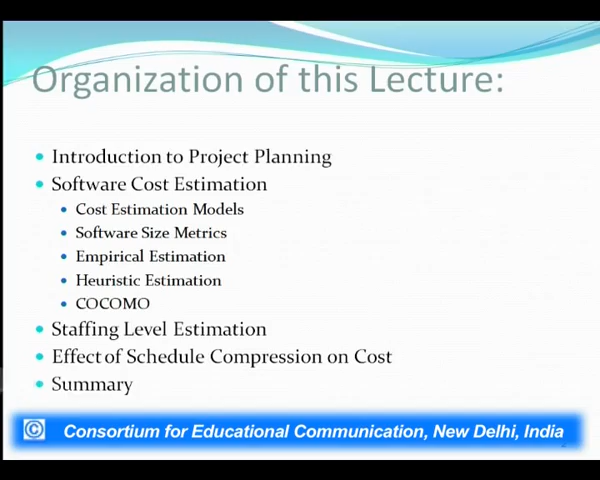 Organization of this Lecture:
• Introduction to Project Planning
• Software Cost Estimation
• Cost Estimation Models
• Software Size Metrics
• Empirical Estimation
• Heuristic Estimation
• COCOMO
• Staffing Level Estimation
• Effect of Schedule Compression on Cost
• Summary
© Consortium for Educational Communication, New Delhi, India